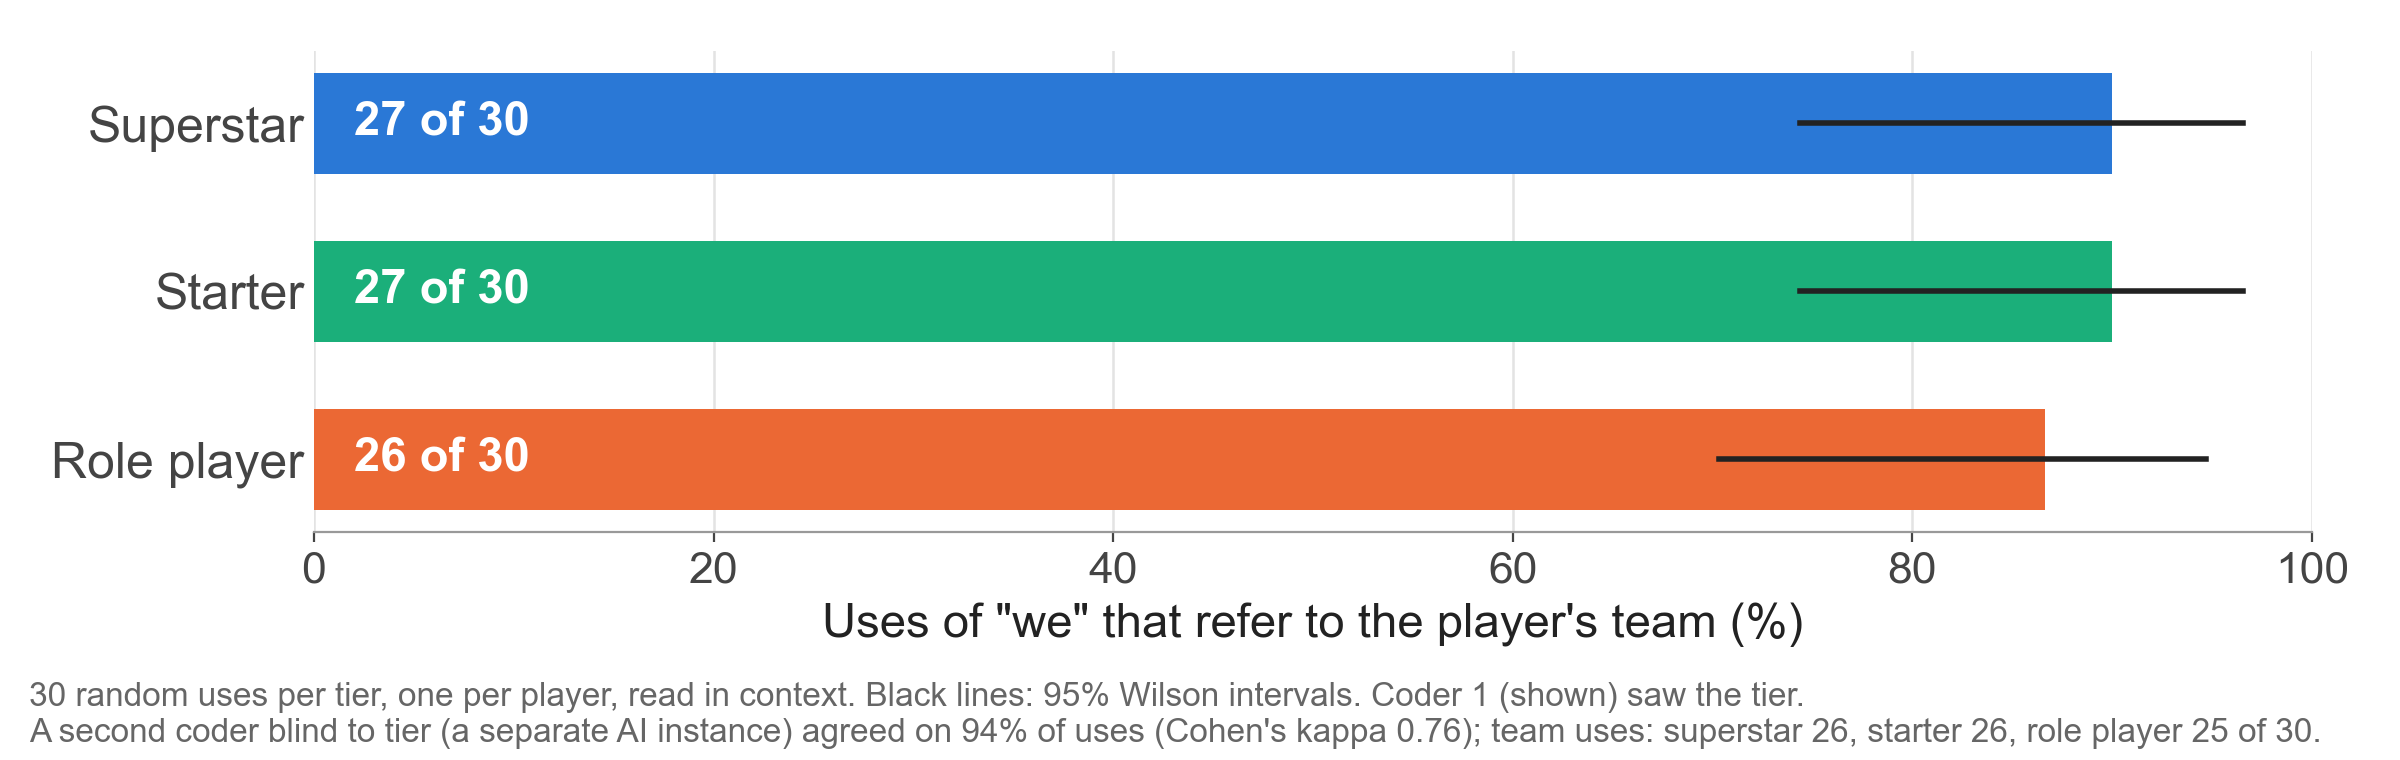 Superstar
27 of 30
Starter
27 of 30
Role player
26 of 30
0 20 40 60 80 100
Uses of "we" that refer to the player's team (%)
30 random uses per tier, one per player, read in context. Black lines: 95% Wilson intervals. Coder 1 (shown) saw the tier.
A second coder blind to tier (a separate AI instance) agreed on 94% of uses (Cohen's kappa 0.76); team uses: superstar 26, starter 26, role player 25 of 30.